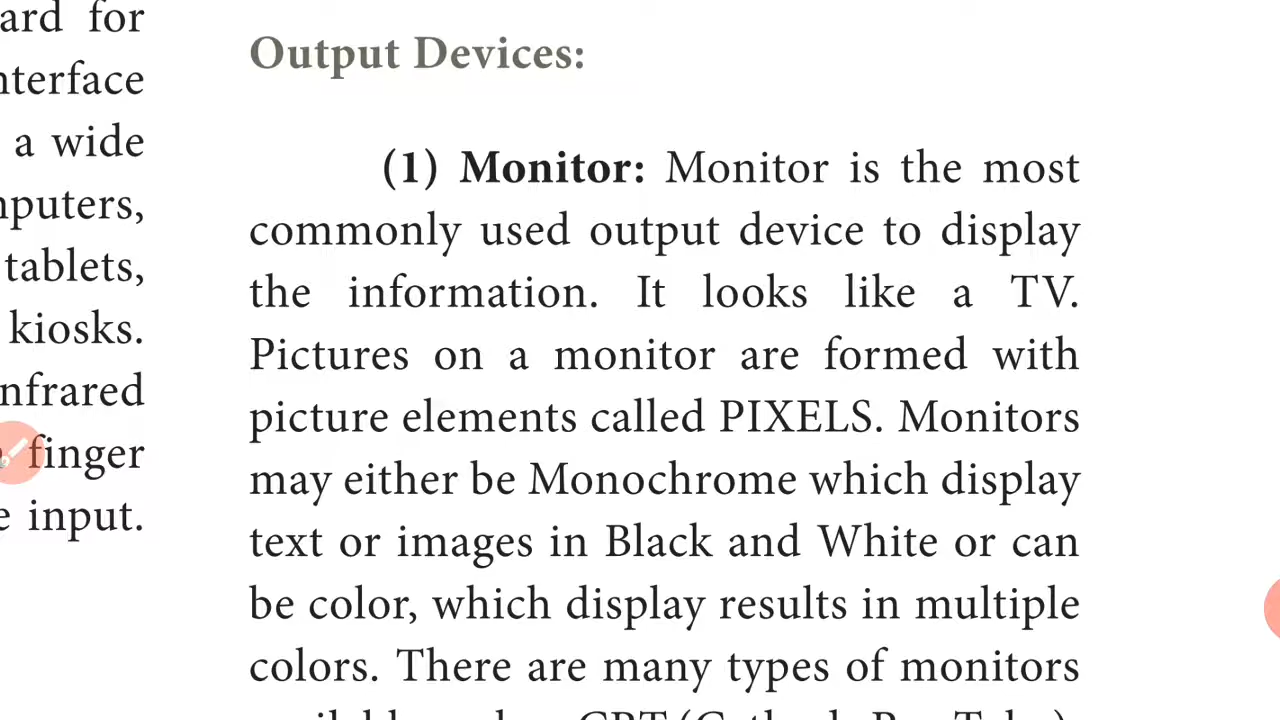 ard for
nterface
a wide
nputers,
tablets,
kiosks.
nfrared
finger
e input.
Output Devices:
(1) Monitor: Monitor is the most
commonly used output device to display
the information. It looks like a TV.
Pictures on a monitor are formed with
picture elements called PIXELS. Monitors
may either be Monochrome which display
text or images in Black and White or can
be color, which display results in multiple
colors. There are many types of monitors